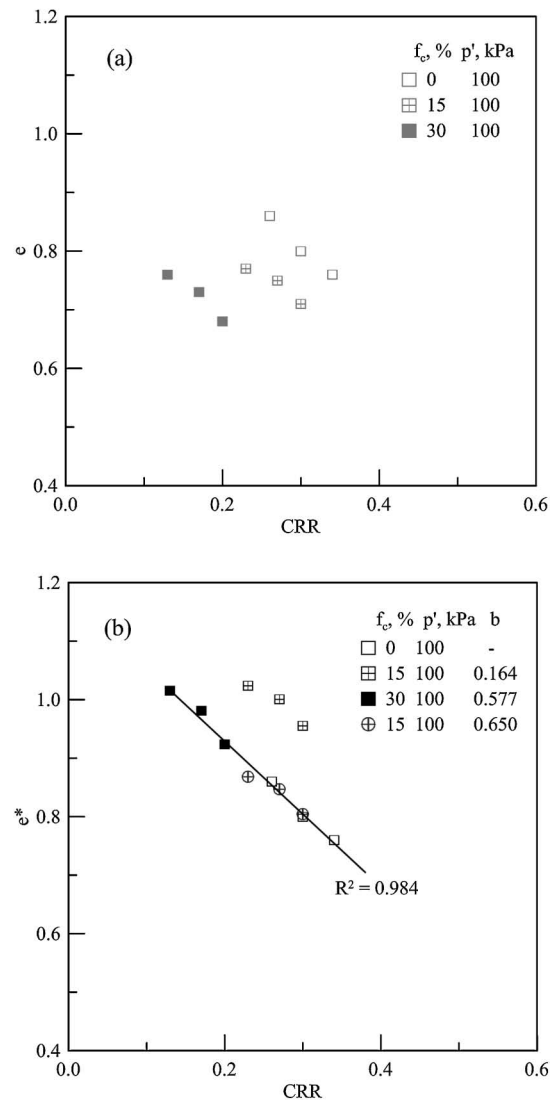 1.2
(a)
f_c, % p', kPa
0 100
15 100
30 100
1.0
e
0.8
0.6
0.4
0.0 0.2 0.4 0.6
CRR
1.2
(b)
f_c, % p', kPa b
0 100 -
15 100 0.164
30 100 0.577
15 100 0.650
1.0
e*
0.8
R² = 0.984
0.6
0.4
0.0 0.2 0.4 0.6
CRR